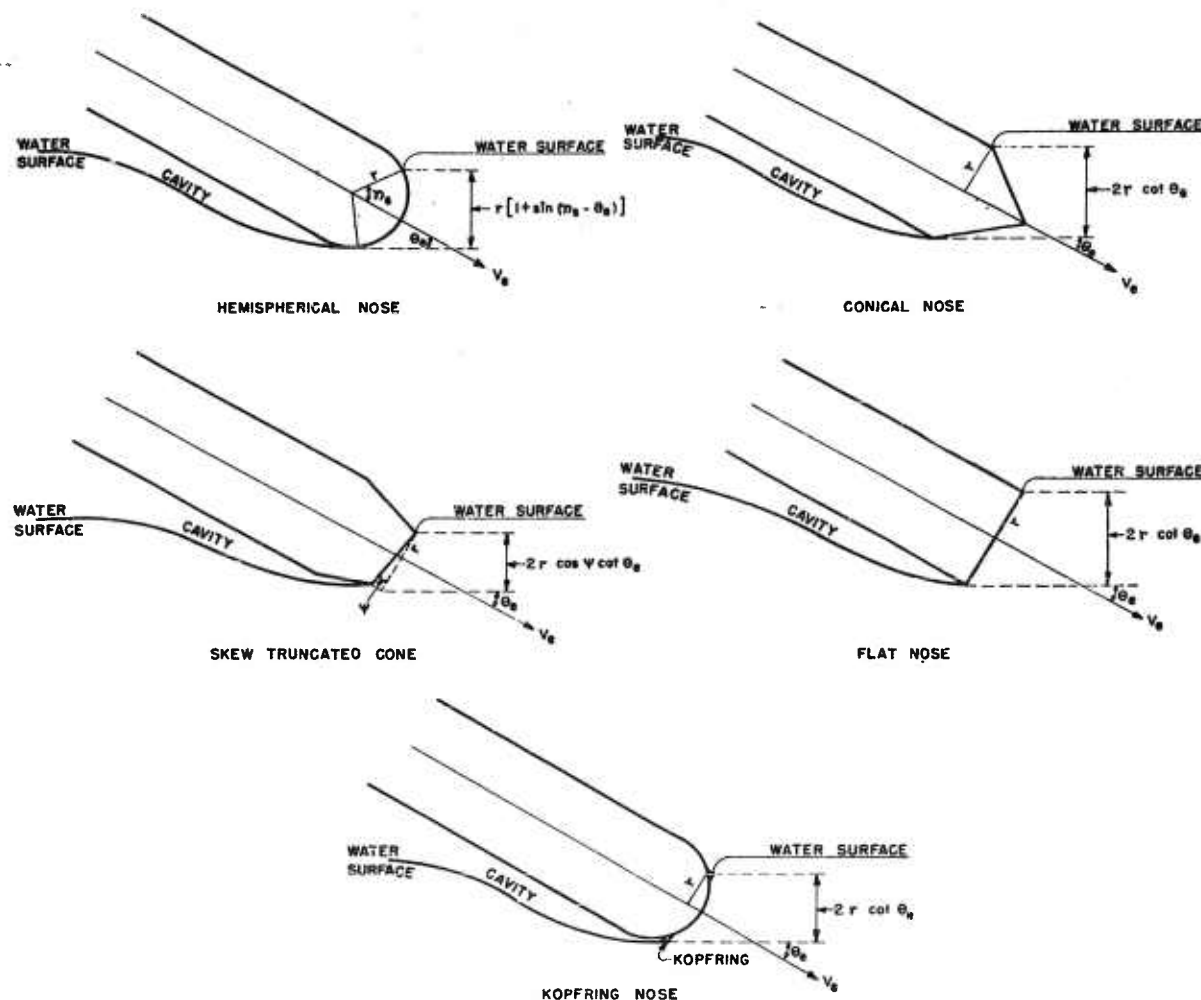 WATER
SURFACE
CAVITY
WATER SURFACE
r
ηs
r [1 + sin (ηs - θe)]
θe
Ve
HEMISPHERICAL NOSE
WATER
SURFACE
CAVITY
WATER SURFACE
r
2r cot θe
θe
Ve
CONICAL NOSE
WATER
SURFACE
CAVITY
WATER SURFACE
r
2r cos Ψ cot θe
Ψ
θe
Ve
SKEW TRUNCATED CONE
WATER
SURFACE
CAVITY
WATER SURFACE
r
2r cot θe
θe
Ve
FLAT NOSE
WATER
SURFACE
CAVITY
WATER SURFACE
r
2r cot θe
θe
KOPFRING
Ve
KOPFRING NOSE